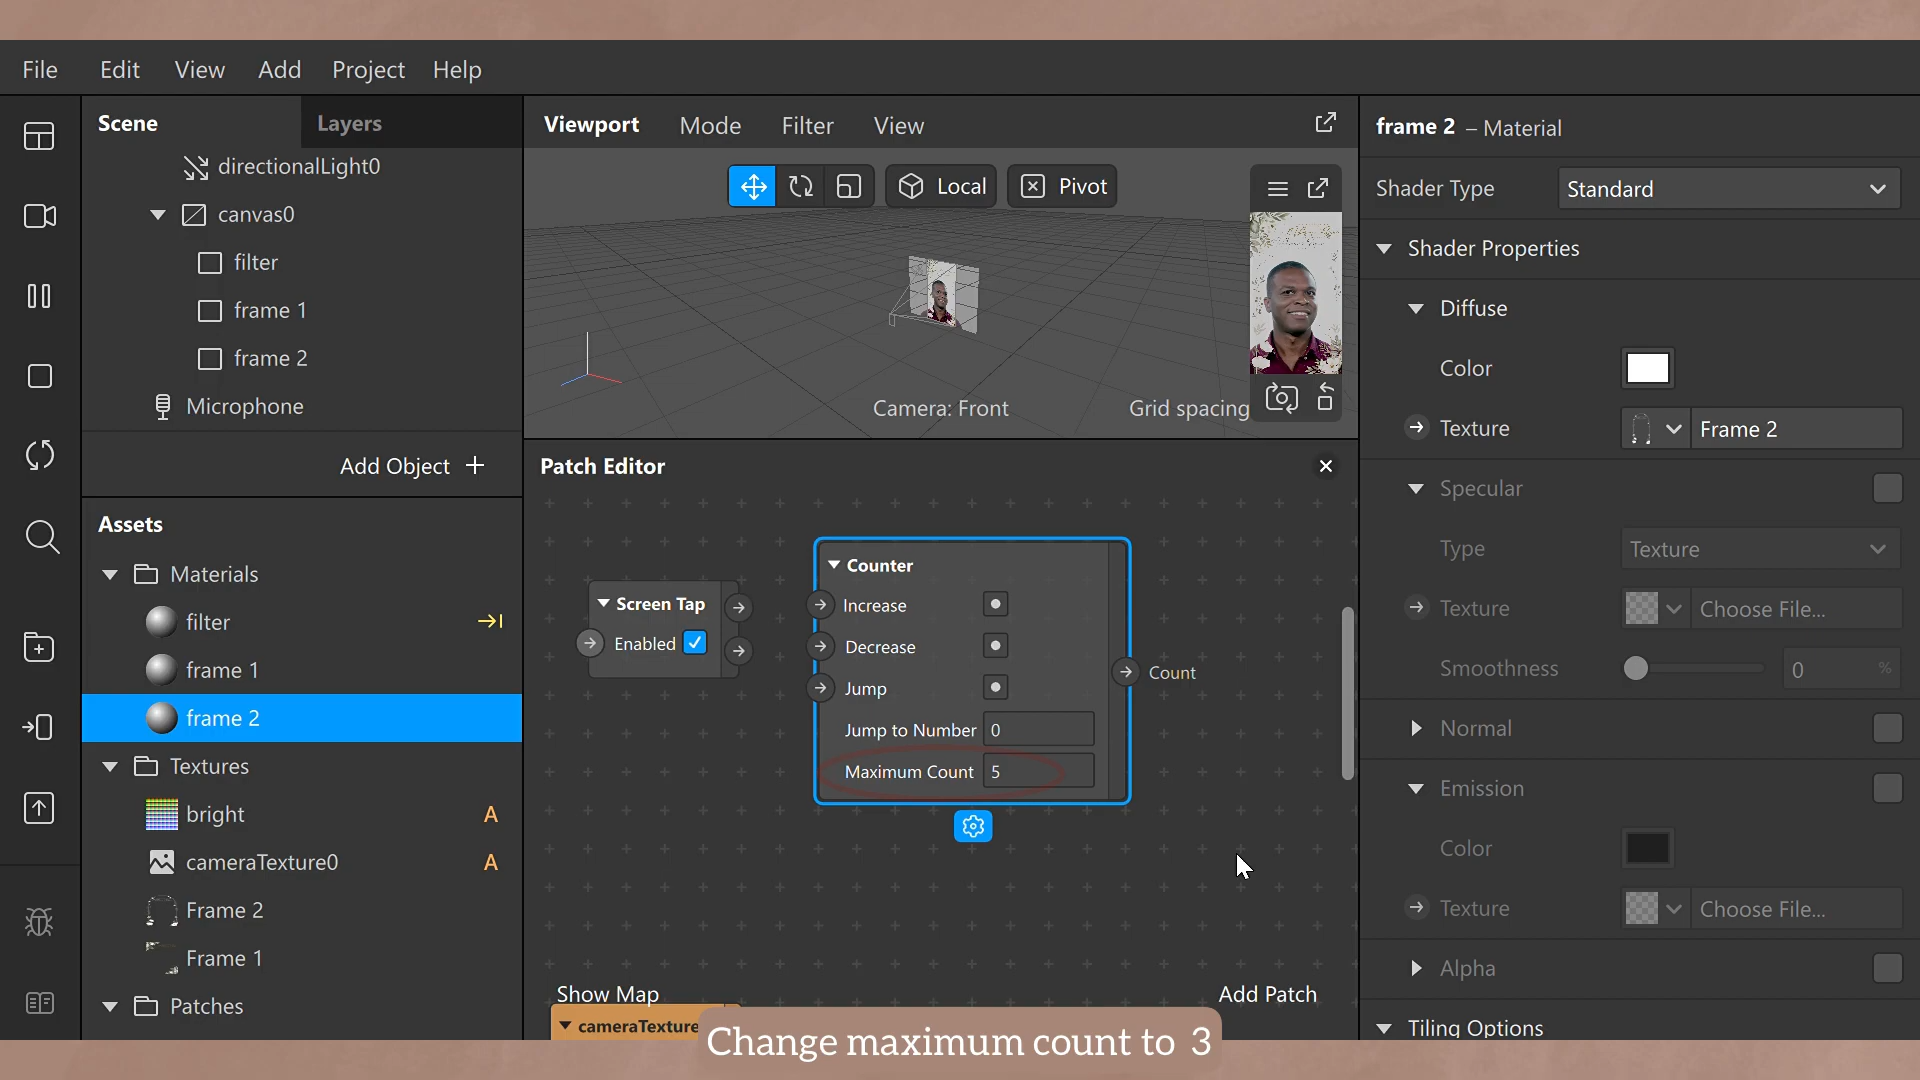 File Edit View Add Project Help
Scene Layers
directionalLight0
canvas0
filter
frame 1
frame 2
Microphone
Add Object +
Assets
Materials
filter
frame 1
frame 2
Textures
bright A
cameraTexture0 A
Frame 2
Frame 1
Patches
Viewport Mode Filter View
Local Pivot
Camera: Front Grid spacing
Patch Editor
Screen Tap
Enabled
Counter
Increase
Decrease
Jump
Jump to Number 0
Maximum Count 5
Count
Show Map Add Patch
cameraTexture
Change maximum count to 3
frame 2 – Material
Shader Type Standard
Shader Properties
Diffuse
Color
Texture Frame 2
Specular
Type Texture
Texture Choose File...
Smoothness 0 %
Normal
Emission
Color
Texture Choose File...
Alpha
Tiling Options